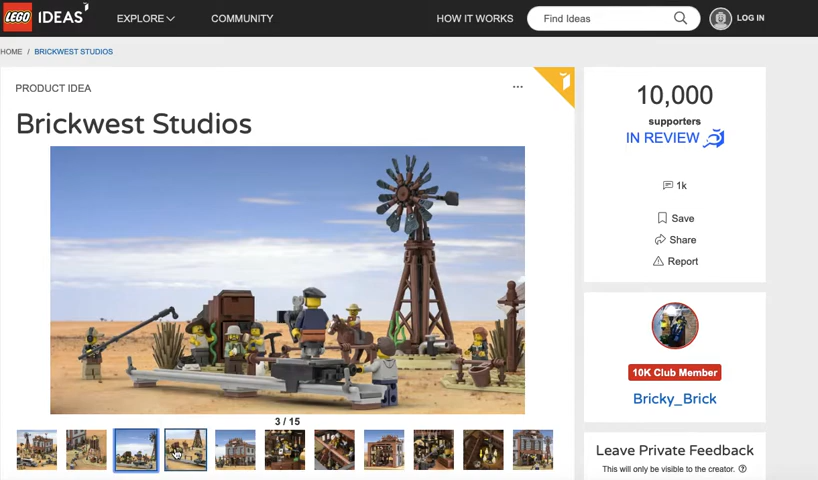 LEGO IDEAS
EXPLORE
COMMUNITY
HOW IT WORKS
Find Ideas
LOG IN
HOME / BRICKWEST STUDIOS
PRODUCT IDEA
...
Brickwest Studios
3 / 15
10,000
supporters
IN REVIEW
1k
Save
Share
Report
10K Club Member
Bricky_Brick
Leave Private Feedback
This will only be visible to the creator. ?